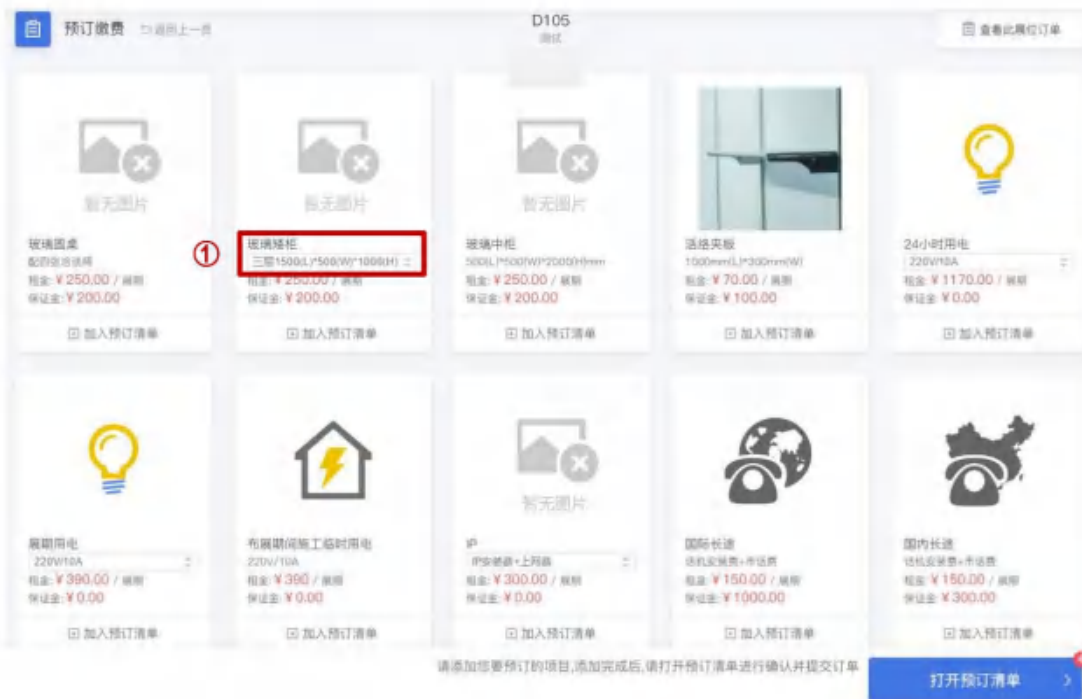 预订缴费 返回上一页
D105
测试
查看此展位订单
暂无图片
暂无图片
暂无图片
玻璃圆桌
配四张洽谈椅
租金:¥250.00 / 展期
保证金:¥200.00
加入预订清单
①
玻璃矮柜
三层1500(L)*500(W)*1000(H)
租金:¥250.00 / 展期
保证金:¥200.00
加入预订清单
玻璃中柜
500(L)*500(W)*2000(H)mm
租金:¥250.00 / 展期
保证金:¥200.00
加入预订清单
活络夹板
1000mm(L)*300mm(W)
租金:¥70.00 / 展期
保证金:¥100.00
加入预订清单
24小时用电
220V/10A
租金:¥1170.00 / 展期
保证金:¥0.00
加入预订清单
展期用电
220V/10A
租金:¥390.00 / 展期
保证金:¥0.00
加入预订清单
布展期间施工临时用电
220V/10A
租金:¥390 / 展期
保证金:¥0.00
加入预订清单
暂无图片
IP
租金:¥300.00 / 展期
保证金:¥0.00
加入预订清单
国际长途
话机安装费+市话费
租金:¥150.00 / 展期
保证金:¥1000.00
加入预订清单
国内长途
话机安装费+市话费
租金:¥150.00 / 展期
保证金:¥300.00
加入预订清单
请添加您要预订的项目,添加完成后,请打开预订清单进行确认并提交订单
打开预订清单